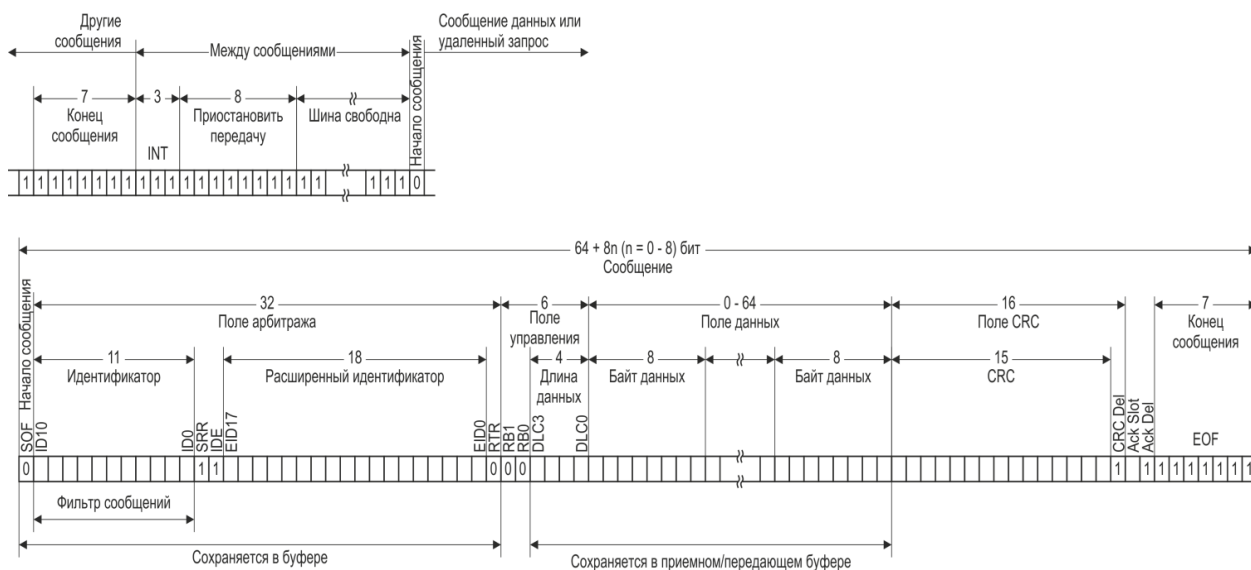 Другие
сообщения
Между сообщениями
Сообщение данных или
удаленный запрос
Начало сообщения
7
3
8
Конец
сообщения
INT
Приостановить
передачу
Шина свободна
1 1 1 1 1 1 1 1 1 1 1 1 1 1 1 1 1 1 1 1 1 1 1 1 0
64 + 8n (n = 0 - 8) бит
Сообщение
Начало сообщения
32
Поле арбитража
6
Поле
управления
0 - 64
Поле данных
16
Поле CRC
7
Конец
сообщения
11
Идентификатор
18
Расширенный идентификатор
4
Длина
данных
8
Байт данных
8
Байт данных
15
CRC
SOF
ID10
ID0
SRR
IDE
EID17
EID0
RTR
RB1
RB0
DLC3
DLC0
CRC Del
Ack Slot
Ack Del
EOF
0 1 1 0 0 0 1 1 1 1 1 1 1 1 1
Фильтр сообщений
Сохраняется в буфере
Сохраняется в приемном/передающем буфере